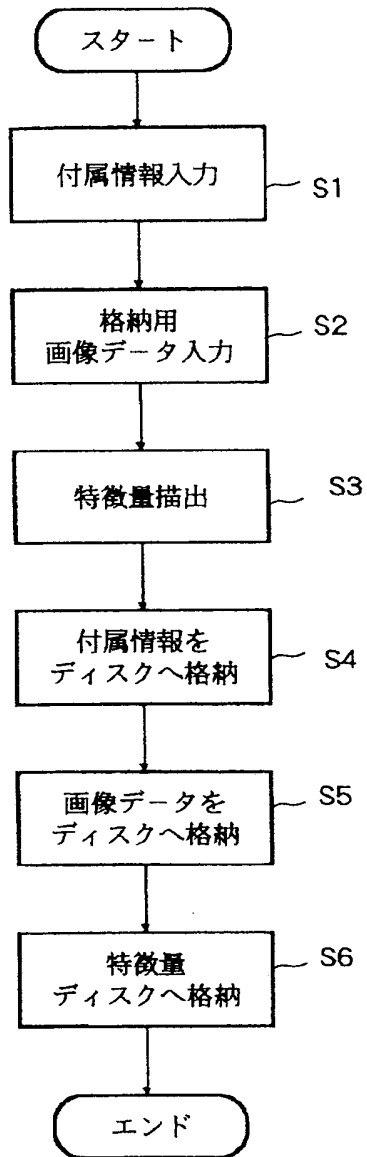 スタート
付属情報入力
S1
格納用
画像データ入力
S2
特徴量描出
S3
付属情報を
ディスクへ格納
S4
画像データを
ディスクへ格納
S5
特徴量
ディスクへ格納
S6
エンド